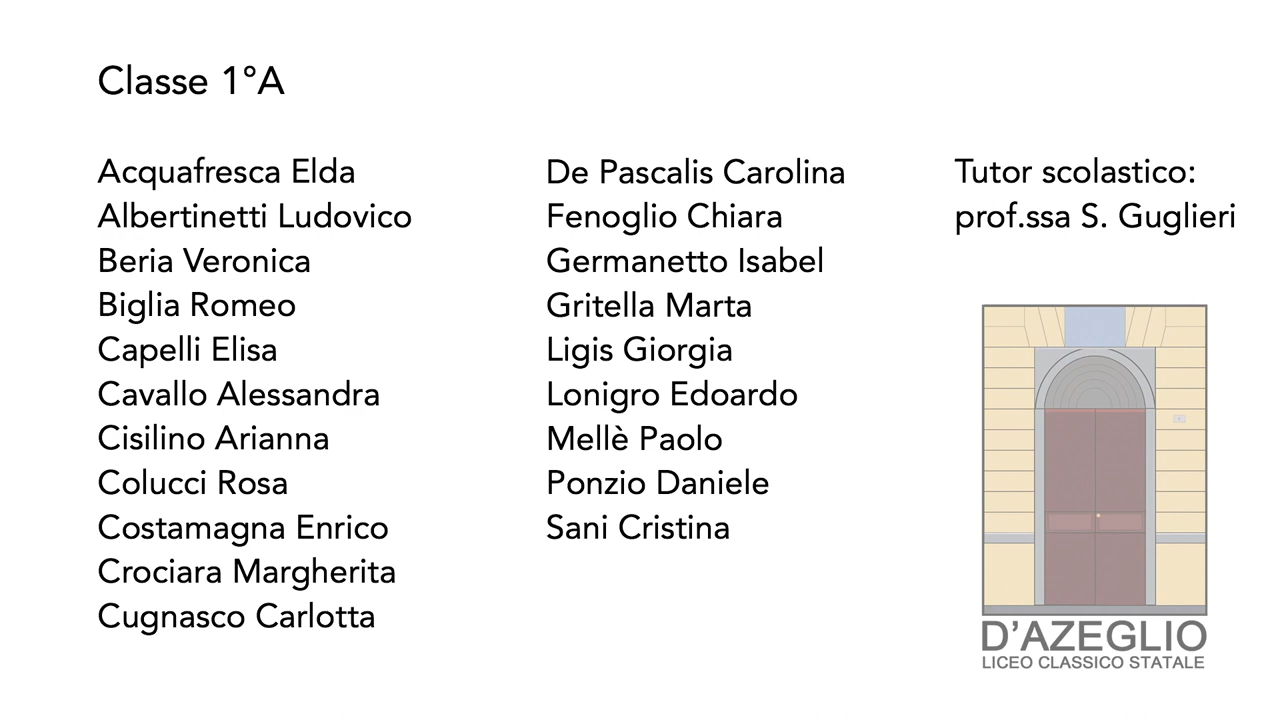 Classe 1°A
Acquafresca Elda
Albertinetti Ludovico
Beria Veronica
Biglia Romeo
Capelli Elisa
Cavallo Alessandra
Cisilino Arianna
Colucci Rosa
Costamagna Enrico
Crociara Margherita
Cugnasco Carlotta
De Pascalis Carolina
Fenoglio Chiara
Germanetto Isabel
Gritella Marta
Ligis Giorgia
Lonigro Edoardo
Mellè Paolo
Ponzio Daniele
Sani Cristina
Tutor scolastico:
prof.ssa S. Guglieri
D’AZEGLIO
LICEO CLASSICO STATALE